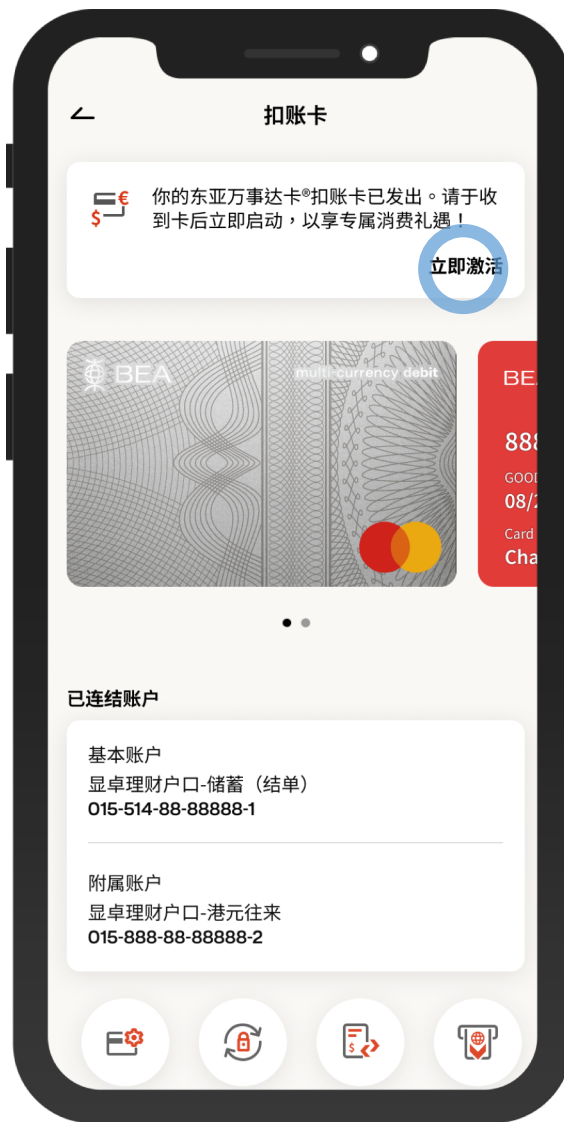 扣账卡
你的东亚万事达卡®扣账卡已发出。请于收
到卡后立即启动，以享专属消费礼遇！
立即激活
BEA
multi-currency debit
BE
888
GOOD
08/2
Card
Cha
已连结账户
基本账户
显卓理财户口-储蓄（结单）
015-514-88-88888-1
附属账户
显卓理财户口-港元往来
015-888-88-88888-2